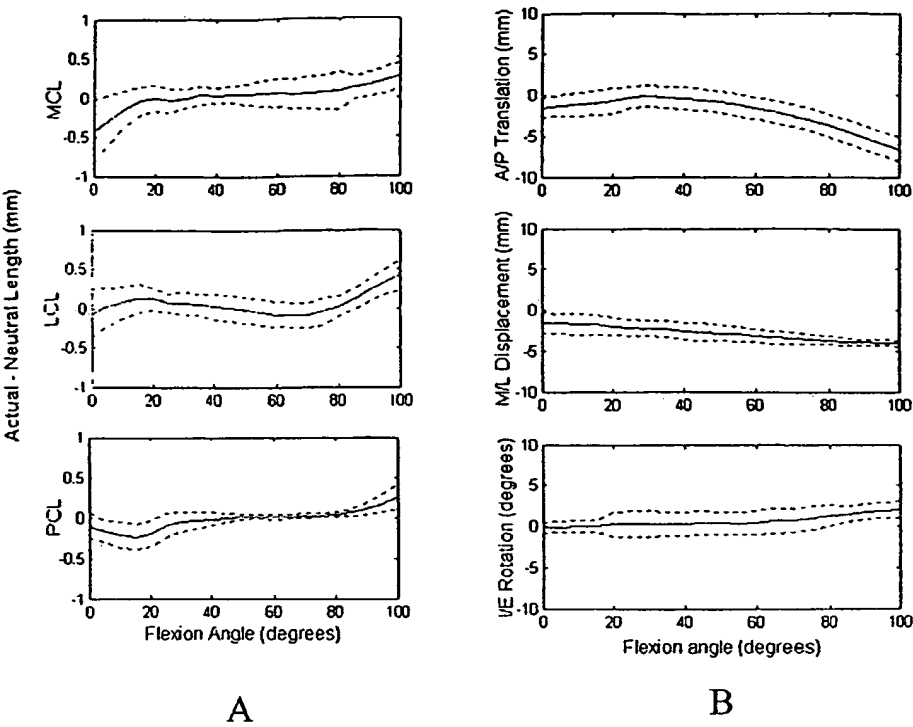 Actual - Neutral Length (mm)
MCL
1
0.5
0
-0.5
-1
0 20 40 60 80 100
LCL
1
0.5
0
-0.5
-1
0 20 40 60 80 100
PCL
1
0.5
0
-0.5
-1
0 20 40 60 80 100
Flexion Angle (degrees)
A
A/P Translation (mm)
10
5
0
-5
-10
0 20 40 60 80 100
M/L Displacement (mm)
10
5
0
-5
-10
0 20 40 60 80 100
I/E Rotation (degrees)
10
5
0
-5
-10
0 20 40 60 80 100
Flexion angle (degrees)
B